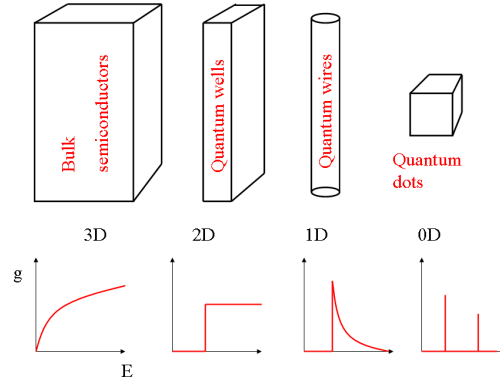 Bulk
semiconductors
Quantum wells
Quantum wires
Quantum
dots
3D
2D
1D
0D
g
E